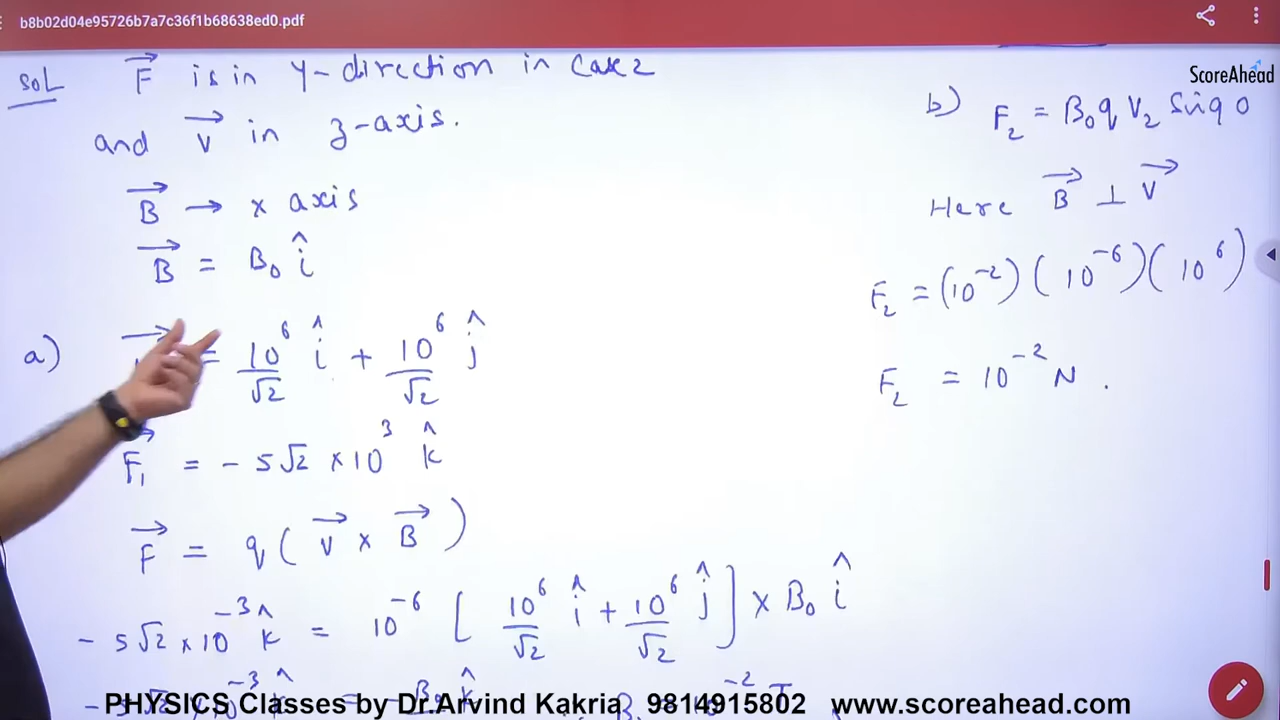 b8b02d04e95726b7a7c36f1b68638ed0.pdf
ScoreAhead
Sol F⃗ is in Y-direction in Case 2
and v⃗ in z-axis.
B⃗ → x axis
B⃗ = B₀ î
a) = 10⁶/√2 î + 10⁶/√2 ĵ
F⃗₁ = - 5√2 × 10³ k̂
F⃗ = q ( v⃗ × B⃗ )
- 5√2 × 10⁻³ k̂ = 10⁻⁶ [ 10⁶/√2 î + 10⁶/√2 ĵ ] × B₀ î
b) F₂ = B₀ q V₂ Sin 90
Here B⃗ ⊥ V⃗
F₂ = (10⁻²) ( 10⁻⁶) ( 10⁶ )
F₂ = 10⁻² N .
PHYSICS Classes by Dr.Arvind Kakria 9814915802 www.scoreahead.com